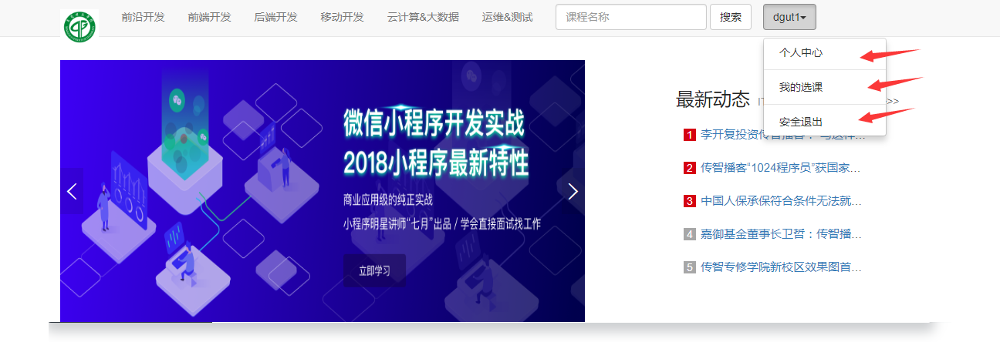 前沿开发 前端开发 后端开发 移动开发 云计算&大数据 运维&测试 课程名称 搜索 dgut1
个人中心
我的选课
安全退出
微信小程序开发实战
2018小程序最新特性
商业应用级的纯正实战
小程序明星讲师“七月”出品 / 学会直接面试找工作
立即学习
最新动态 >>
1 李开复投资传智播客
2 传智播客“1024程序员”获国家...
3 中国人保承保符合条件无法就...
4 嘉御基金董事长卫哲：传智播...
5 传智专修学院新校区效果图首...